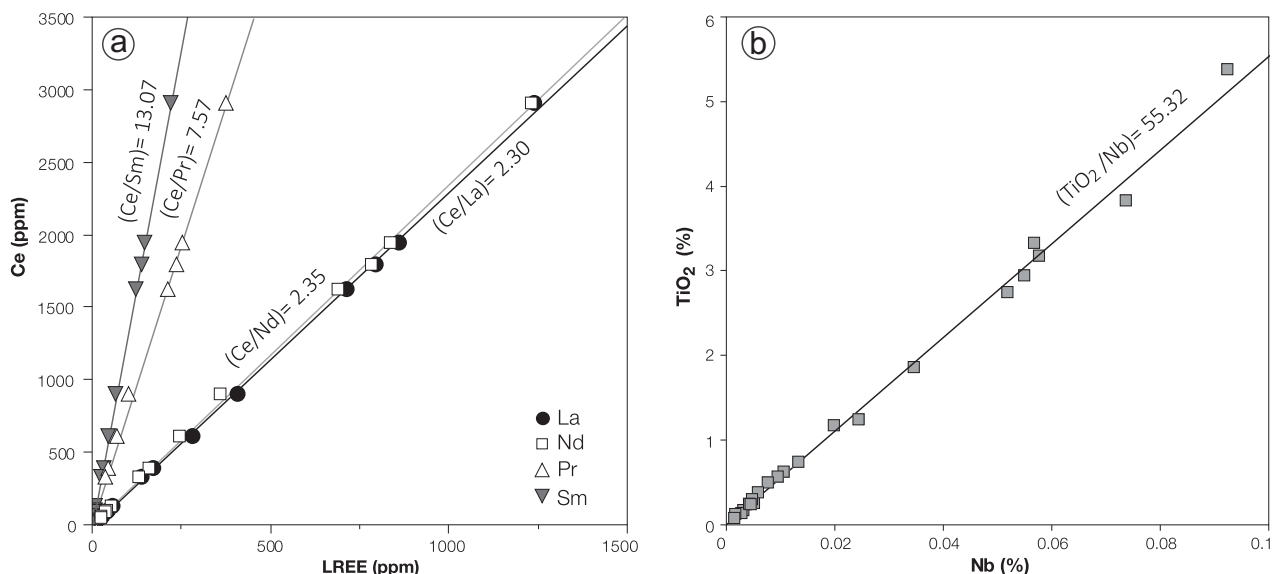 a
3500
3000
2500
2000
1500
1000
500
0
Ce (ppm)
(Ce/Sm)= 13.07
(Ce/Pr)= 7.57
(Ce/La)= 2.30
(Ce/Nd)= 2.35
La
Nd
Pr
Sm
0 500 1000 1500
LREE (ppm)
b
6
5
4
3
2
1
0
TiO₂ (%)
(TiO₂/Nb)= 55.32
0 0.02 0.04 0.06 0.08 0.1
Nb (%)